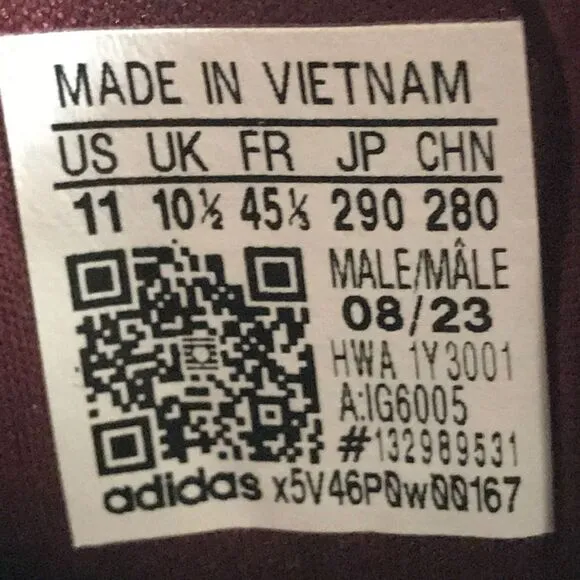 MADE IN VIETNAM
US UK FR JP CHN
11 10½ 45⅓ 290 280
MALE/MÂLE
08/23
HWA 1Y3001
A:IG6005
#132989531
adidas x5V46P0w00167